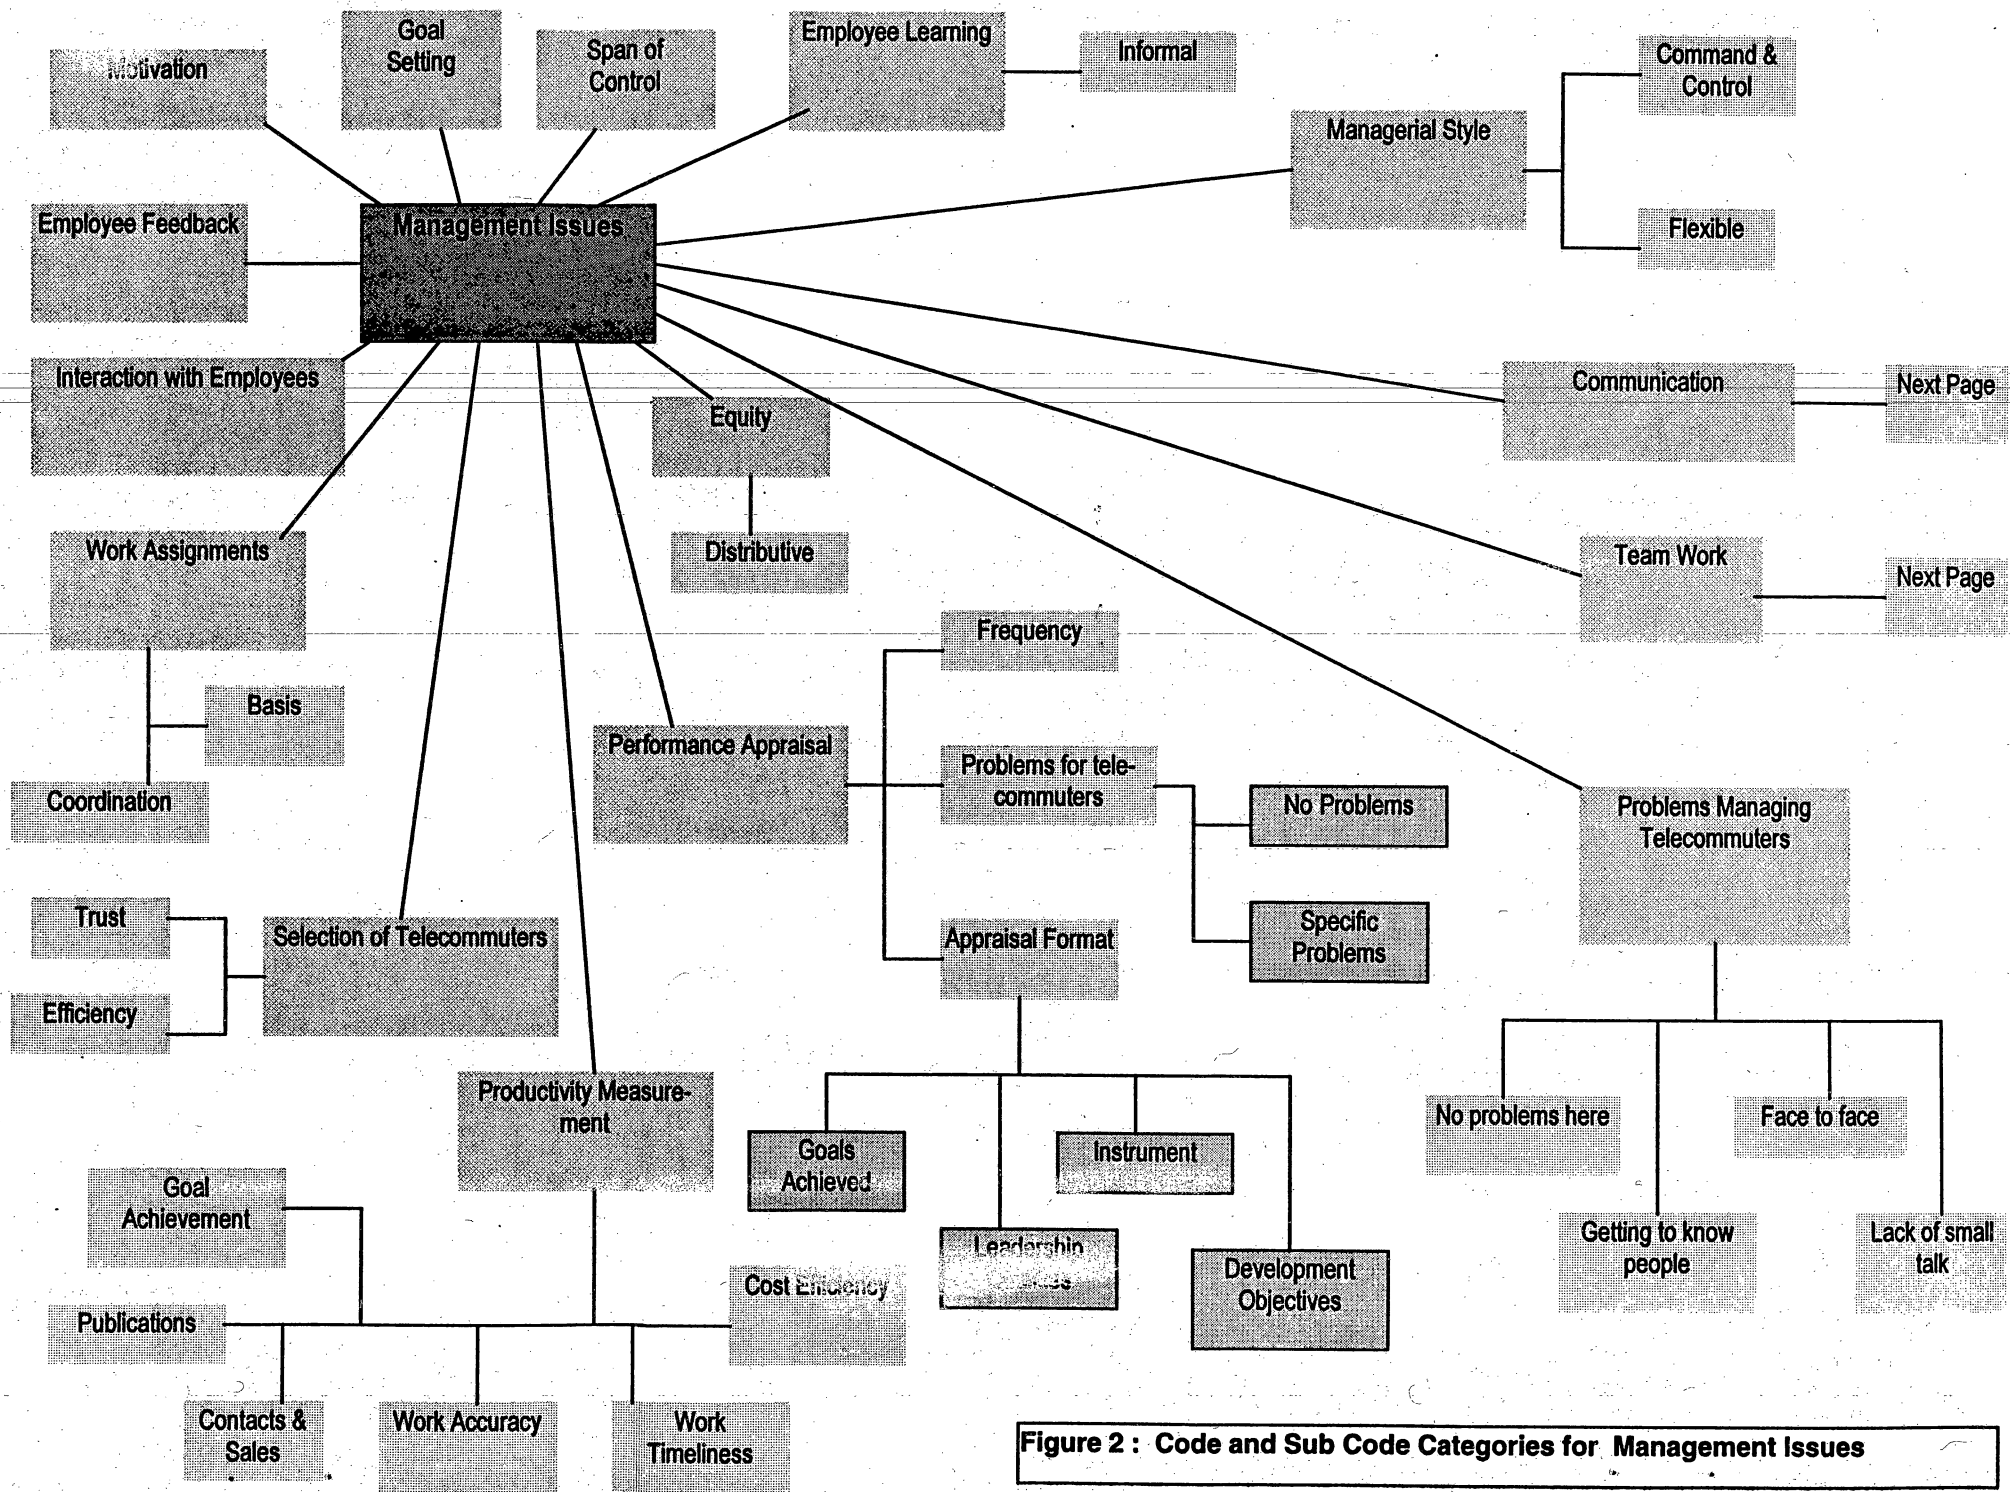 Motivation
Goal
Setting
Span of
Control
Employee Learning
Informal
Command &
Control
Managerial Style
Flexible
Employee Feedback
Management Issues
Interaction with Employees
Equity
Communication
Next Page
Work Assignments
Distributive
Team Work
Next Page
Frequency
Basis
Performance Appraisal
Problems for tele-
commuters
Coordination
No Problems
Problems Managing
Telecommuters
Trust
Selection of Telecommuters
Appraisal Format
Specific
Problems
Efficiency
Productivity Measure-
ment
No problems here
Face to face
Goals
Achieved
Instrument
Goal
Achievement
Getting to know
people
Lack of small
talk
Leadership
Development
Objectives
Cost Efficiency
Publications
Contacts &
Sales
Work Accuracy
Work
Timeliness
Figure 2 : Code and Sub Code Categories for Management Issues